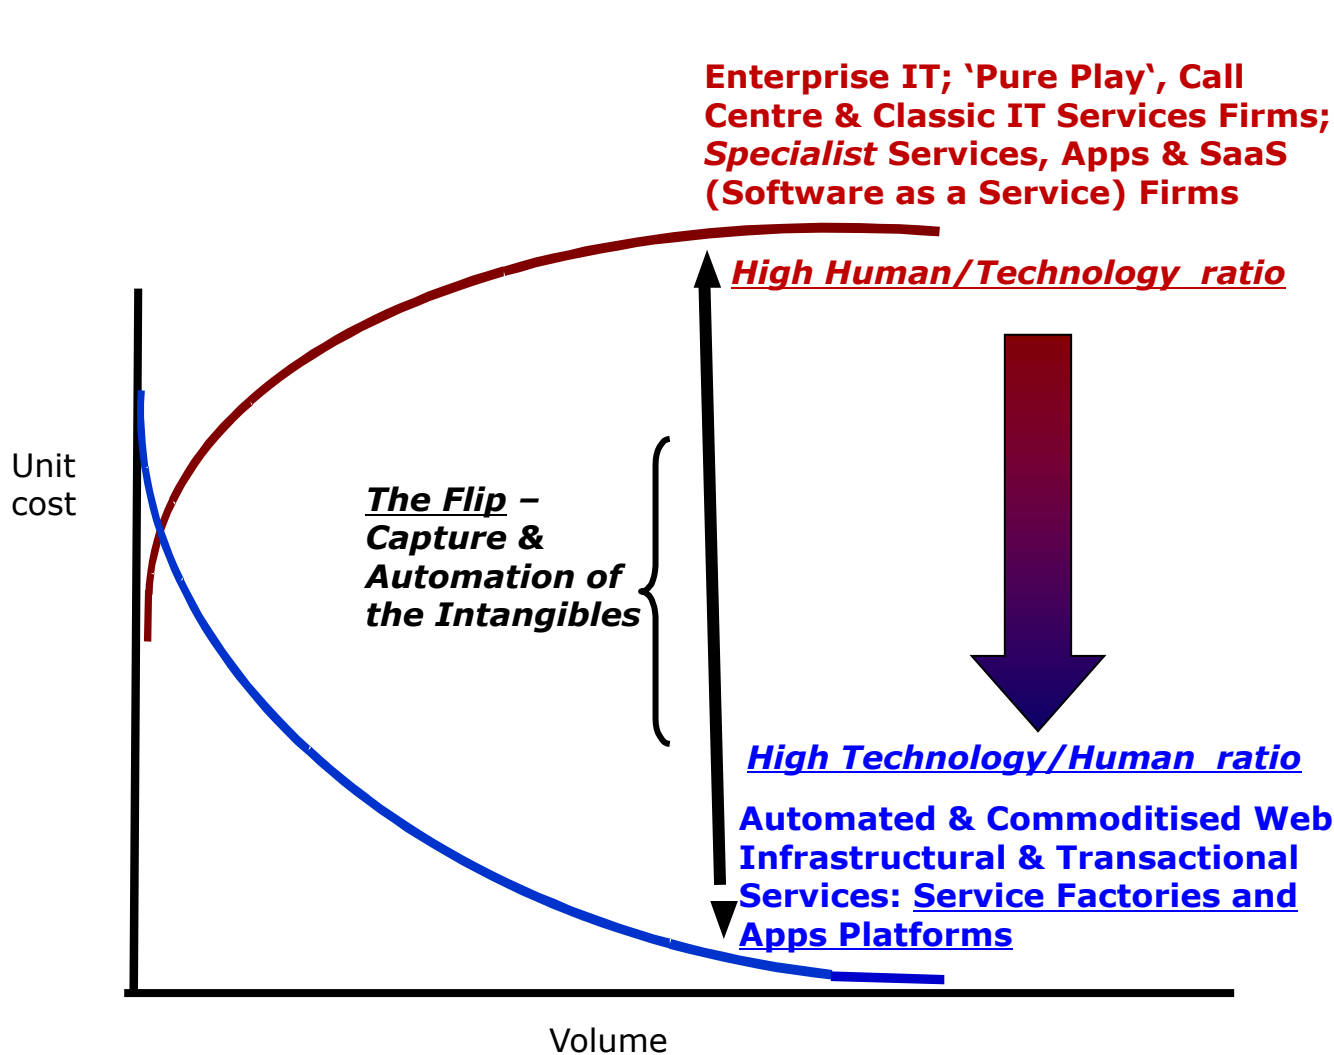 Enterprise IT; ‘Pure Play‘, Call
Centre & Classic IT Services Firms;
Specialist Services, Apps & SaaS
(Software as a Service) Firms
High Human/Technology ratio
Unit
cost
The Flip –
Capture &
Automation of
the Intangibles
High Technology/Human ratio
Automated & Commoditised Web
Infrastructural & Transactional
Services: Service Factories and
Apps Platforms
Volume